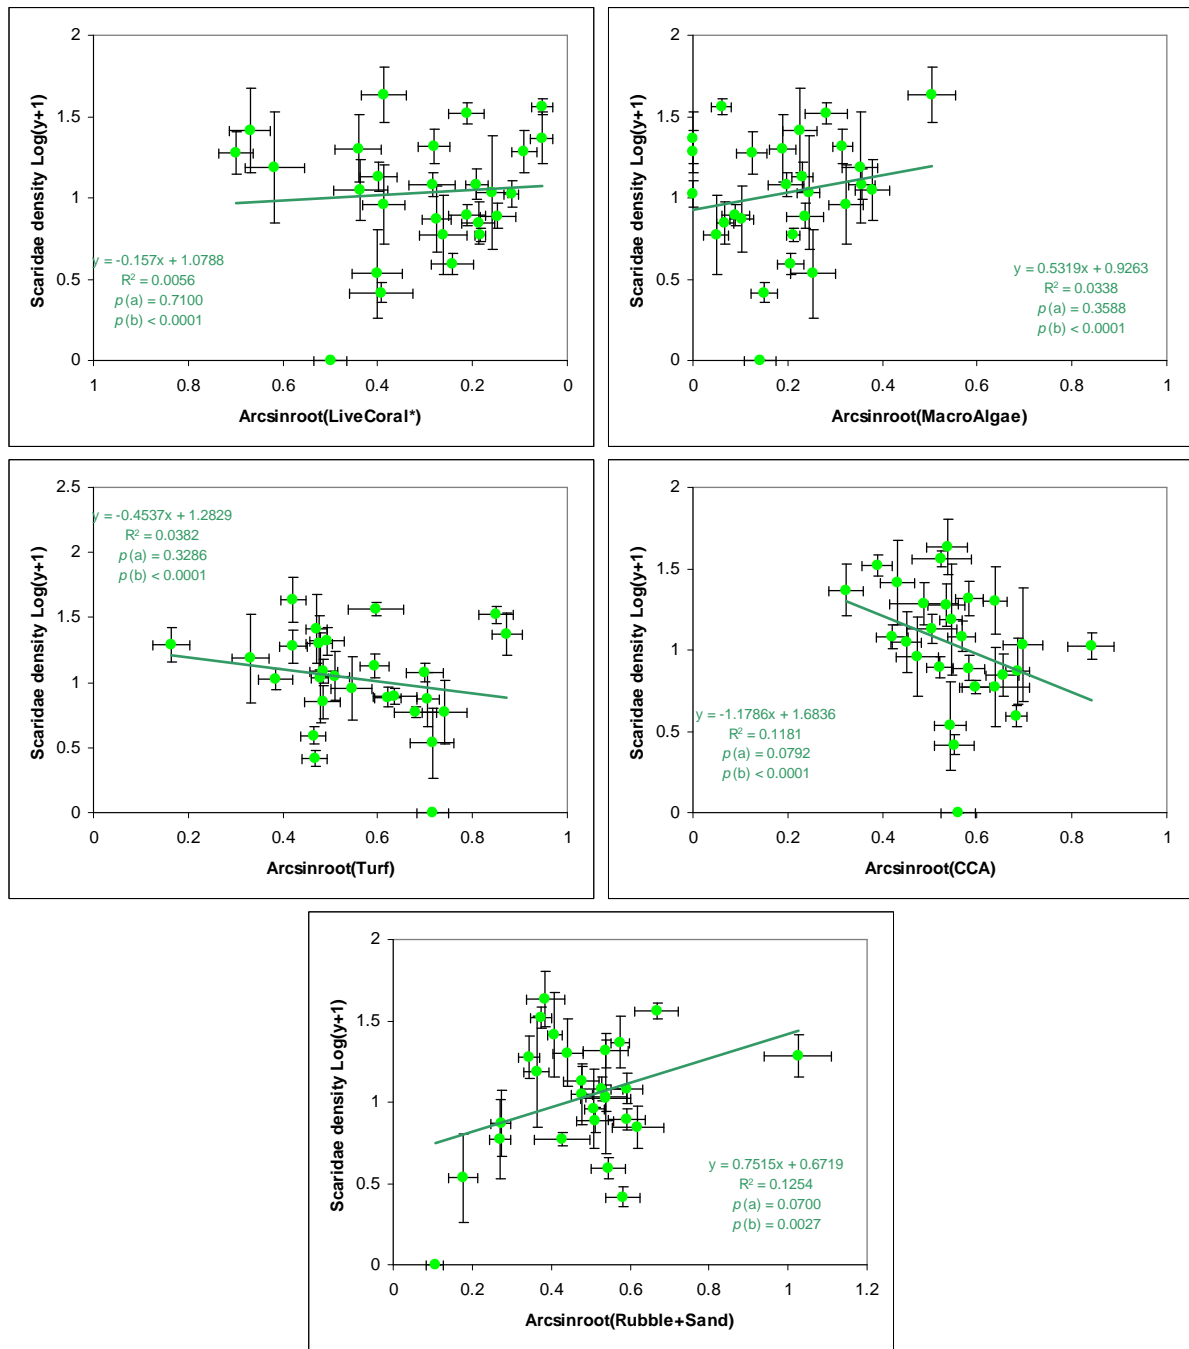 2
1.5
1
0.5
0
Scaridae density Log(y+1)
y = -0.157x + 1.0788
R² = 0.0056
p(a) = 0.7100
p(b) < 0.0001
1 0.8 0.6 0.4 0.2 0
Arcsinroot(LiveCoral*)
2
1.5
1
0.5
0
Scaridae density Log(y+1)
y = 0.5319x + 0.9263
R² = 0.0338
p(a) = 0.3588
p(b) < 0.0001
0 0.2 0.4 0.6 0.8 1
Arcsinroot(MacroAlgae)
2.5
2
1.5
1
0.5
0
Scaridae density Log(y+1)
y = -0.4537x + 1.2829
R² = 0.0382
p(a) = 0.3286
p(b) < 0.0001
0 0.2 0.4 0.6 0.8 1
Arcsinroot(Turf)
2
1.5
1
0.5
0
Scaridae density Log(y+1)
y = -1.1786x + 1.6836
R² = 0.1181
p(a) = 0.0792
p(b) < 0.0001
0 0.2 0.4 0.6 0.8 1
Arcsinroot(CCA)
2
1.5
1
0.5
0
Scaridae density Log(y+1)
y = 0.7515x + 0.6719
R² = 0.1254
p(a) = 0.0700
p(b) = 0.0027
0 0.2 0.4 0.6 0.8 1 1.2
Arcsinroot(Rubble+Sand)